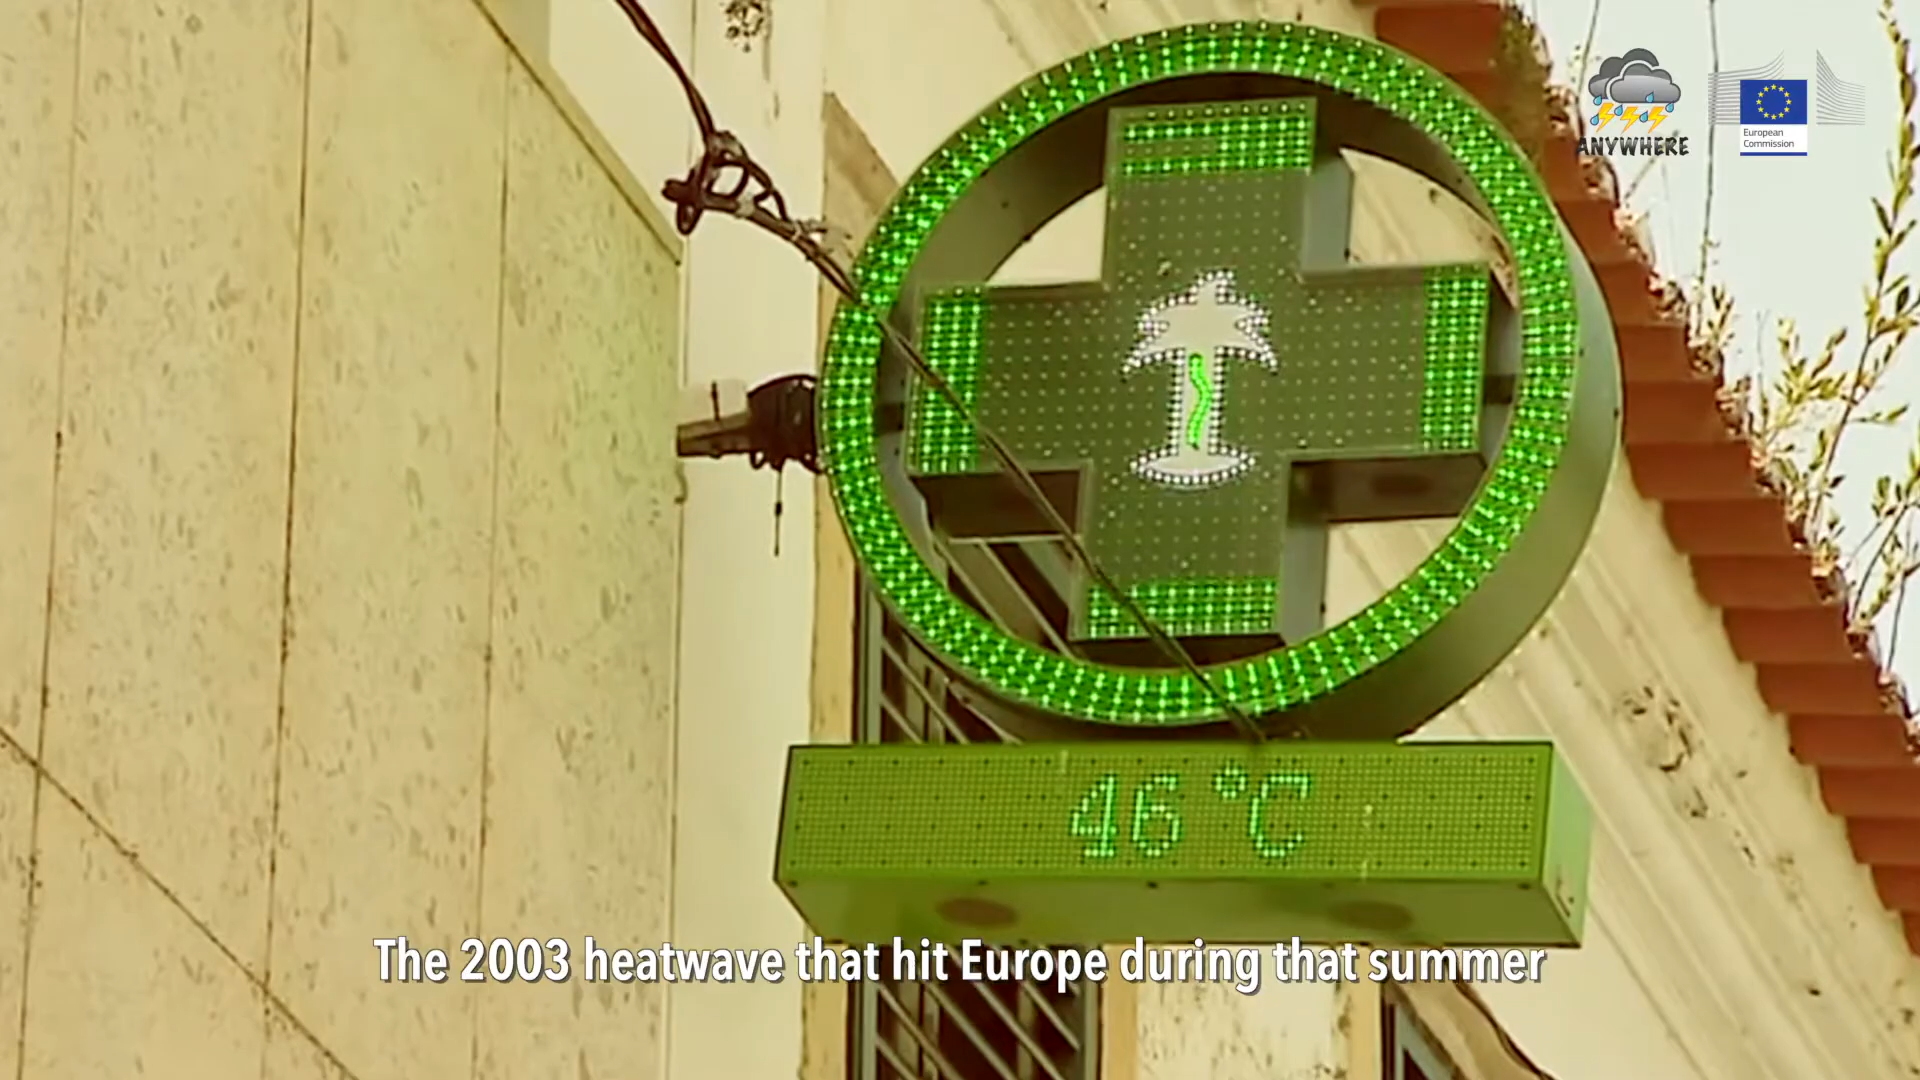 ANYWHERE
European
Commission
46 °C
The 2003 heatwave that hit Europe during that summer